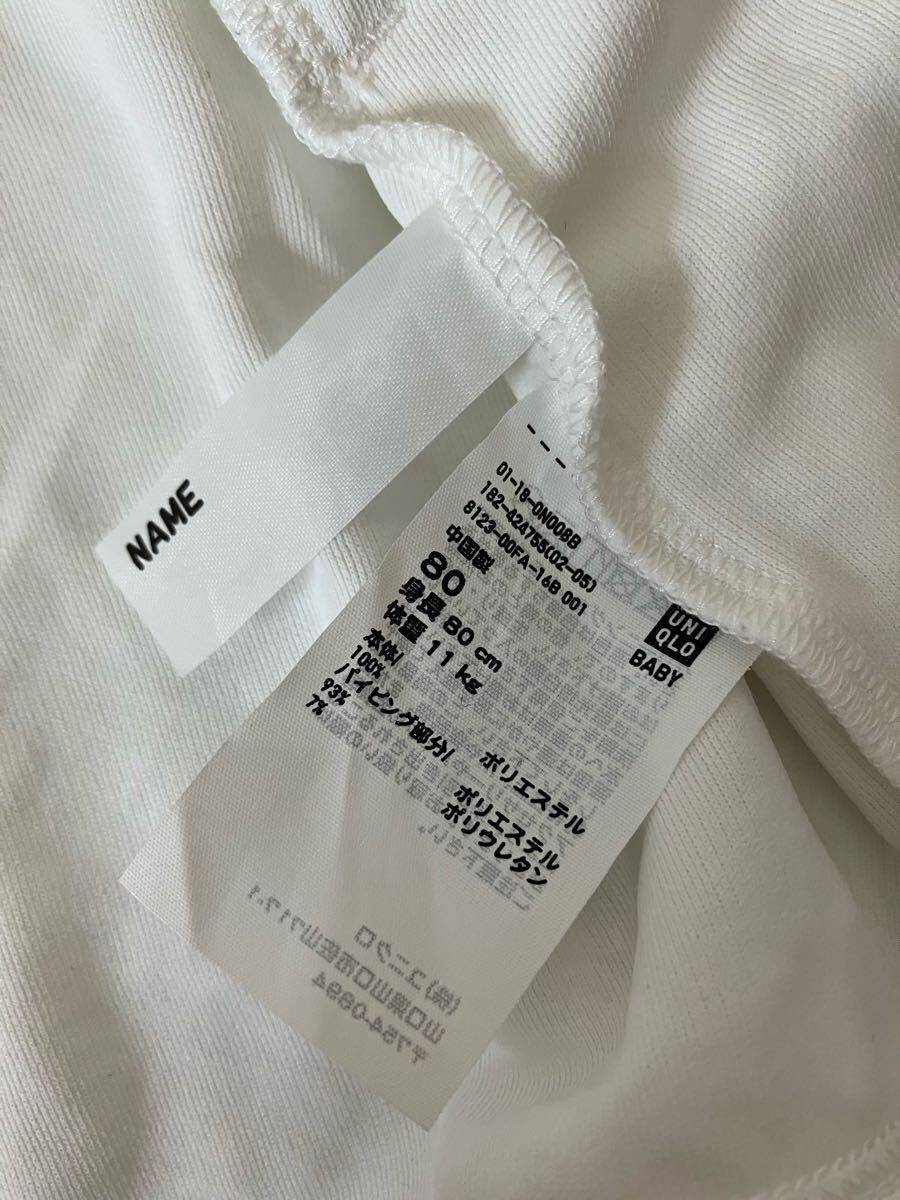 NAME
01-18-0N008B
182-424755(02-05)
8123-00FA-16B 001
中国製
UNI
QLO
BABY
80
身長 80 cm
体重 11 kg
本体/
100% ポリエステル
パイピング部分/
93% ポリエステル
7% ポリウレタン
(株)ユニクロ
山口県山口市佐山717-1
〒754-0894